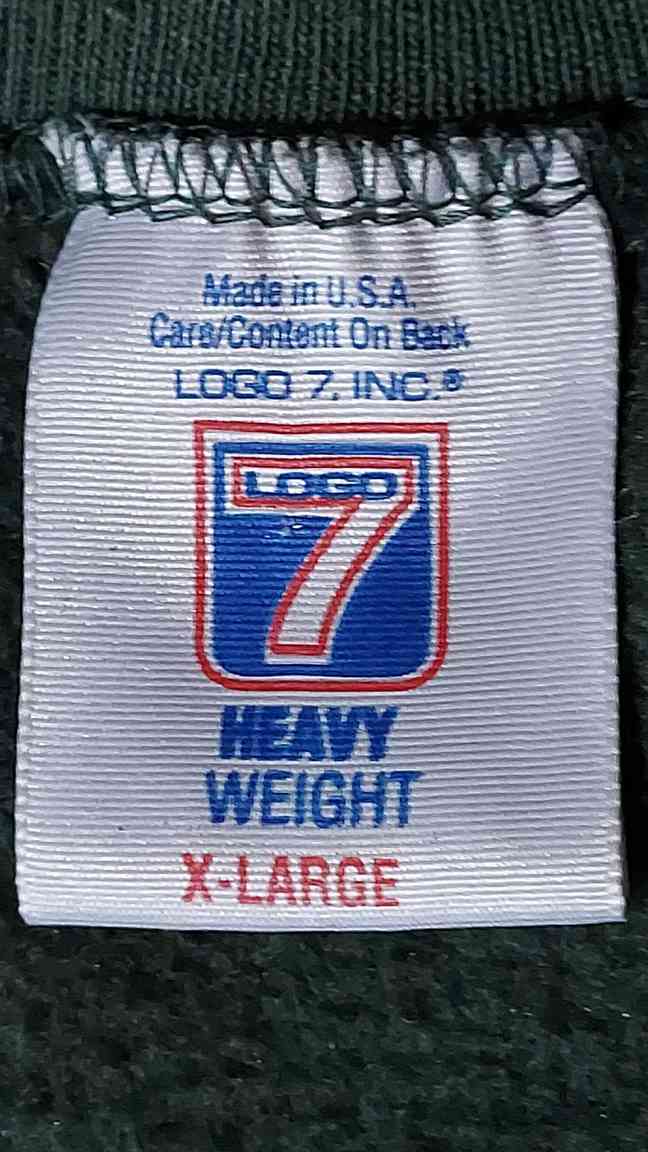 Made in U.S.A.
Care/Content On Back
LOGO 7, INC.®
LOGO
7
HEAVY
WEIGHT
X-LARGE